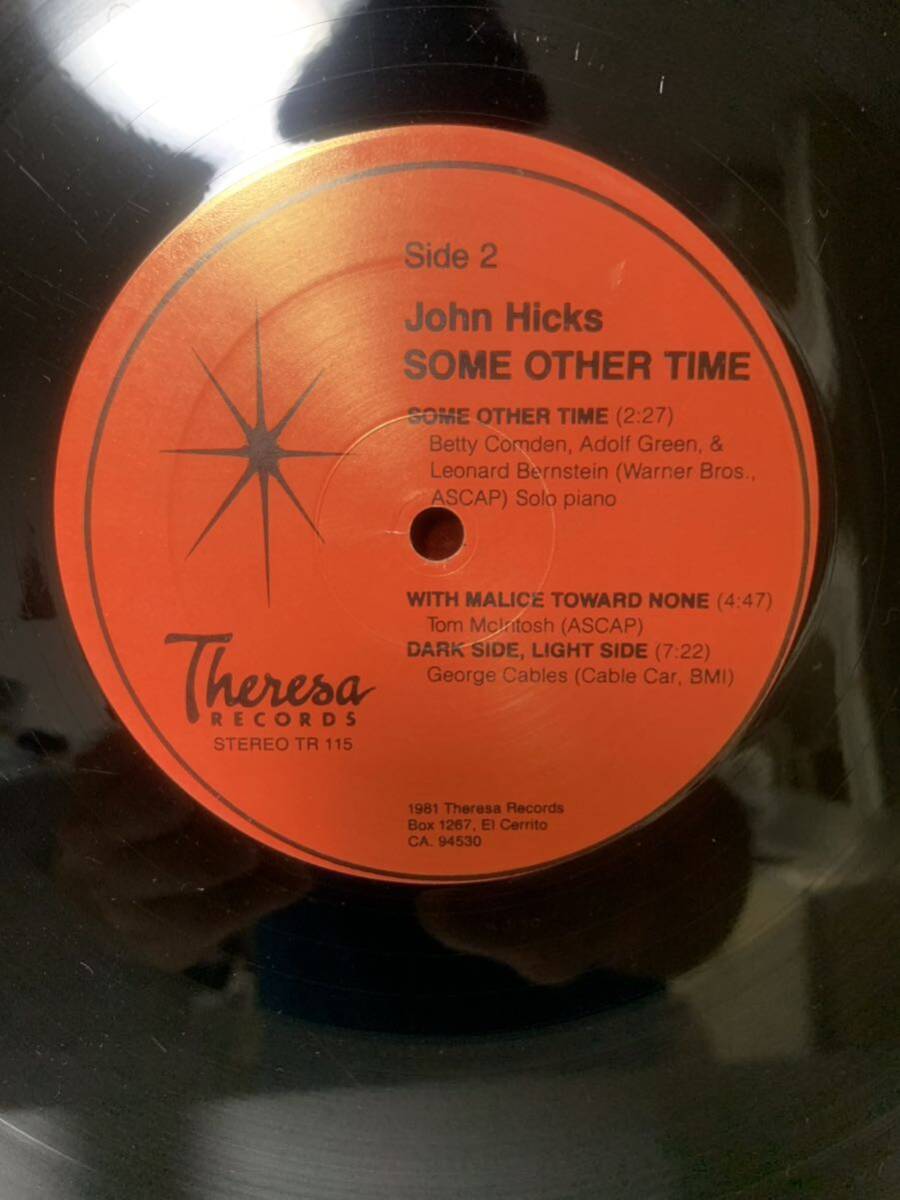 Side 2
John Hicks
SOME OTHER TIME
SOME OTHER TIME (2:27)
Betty Comden, Adolf Green, &
Leonard Bernstein (Warner Bros.,
ASCAP) Solo piano
WITH MALICE TOWARD NONE (4:47)
Tom McIntosh (ASCAP)
DARK SIDE, LIGHT SIDE (7:22)
George Cables (Cable Car, BMI)
Theresa
RECORDS
STEREO TR 115
1981 Theresa Records
Box 1267, El Cerrito
CA. 94530